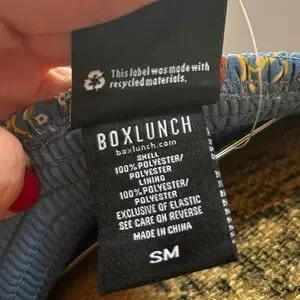 This label was made with
recycled materials.
BOXLUNCH
boxlunch.com
SHELL
100% POLYESTER/
POLYESTER
LINING
100% POLYESTER/
POLYESTER
EXCLUSIVE OF ELASTIC
SEE CARE ON REVERSE
MADE IN CHINA
SM